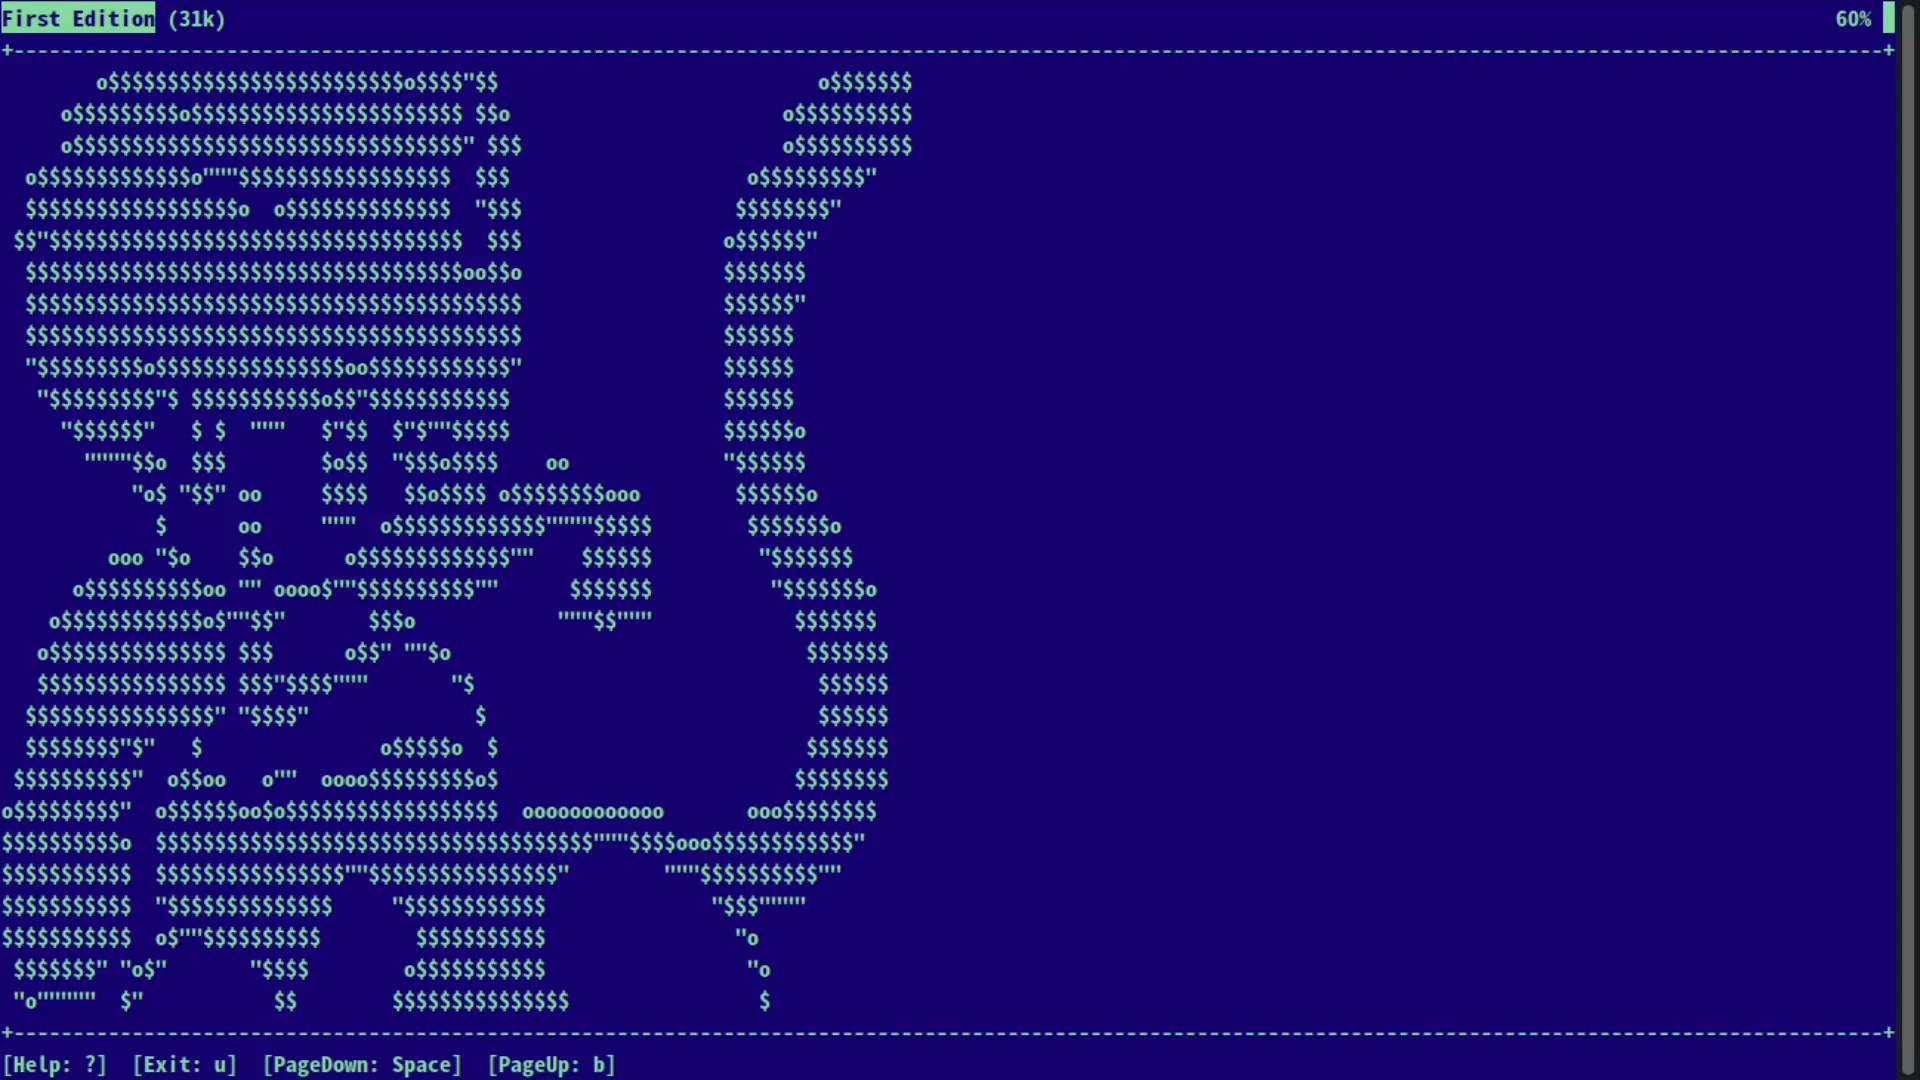 First Edition (31k) 60%
[Help: ?] [Exit: u] [PageDown: Space] [PageUp: b]